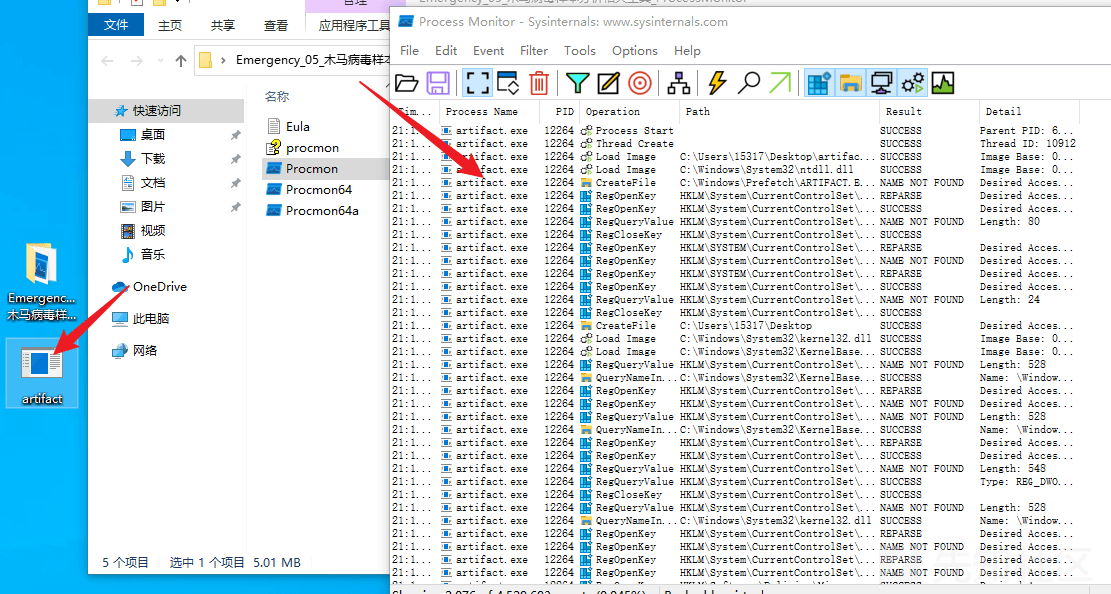 文件
主页
共享
查看
应用程序工具
Emergency_05_木马病毒样本
快速访问
桌面
下载
文档
图片
视频
音乐
OneDrive
此电脑
网络
名称
Eula
procmon
Procmon
Procmon64
Procmon64a
5 个项目
选中 1 个项目 5.01 MB
Emergenc...
木马病毒样...
artifact
Process Monitor - Sysinternals: www.sysinternals.com
File Edit Event Filter Tools Options Help
Process Name PID Operation Path Result Detail
21:1... artifact.exe 12264 Process Start SUCCESS Parent PID: 6...
21:1... artifact.exe 12264 Thread Create SUCCESS Thread ID: 10912
21:1... artifact.exe 12264 Load Image C:\Users\15317\Desktop\artifac... SUCCESS Image Base: 0...
21:1... artifact.exe 12264 Load Image C:\Windows\System32\ntdll.dll SUCCESS Image Base: 0...
21:1... artifact.exe 12264 CreateFile C:\Windows\Prefetch\ARTIFACT.E... NAME NOT FOUND Desired Acces...
21:1... artifact.exe 12264 RegOpenKey HKLM\System\CurrentControlSet\... REPARSE Desired Acces...
21:1... artifact.exe 12264 RegOpenKey HKLM\System\CurrentControlSet\... SUCCESS Desired Acces...
21:1... artifact.exe 12264 RegQueryValue HKLM\System\CurrentControlSet\... NAME NOT FOUND Length: 80
21:1... artifact.exe 12264 RegCloseKey HKLM\System\CurrentControlSet\... SUCCESS
21:1... artifact.exe 12264 RegOpenKey HKLM\SYSTEM\CurrentControlSet\... REPARSE Desired Acces...
21:1... artifact.exe 12264 RegOpenKey HKLM\System\CurrentControlSet\... NAME NOT FOUND Desired Acces...
21:1... artifact.exe 12264 RegOpenKey HKLM\SYSTEM\CurrentControlSet\... REPARSE Desired Acces...
21:1... artifact.exe 12264 RegOpenKey HKLM\System\CurrentControlSet\... SUCCESS Desired Acces...
21:1... artifact.exe 12264 RegQueryValue HKLM\System\CurrentControlSet\... NAME NOT FOUND Length: 24
21:1... artifact.exe 12264 RegCloseKey HKLM\System\CurrentControlSet\... SUCCESS
21:1... artifact.exe 12264 CreateFile C:\Users\15317\Desktop SUCCESS Desired Acces...
21:1... artifact.exe 12264 Load Image C:\Windows\System32\kernel32.dll SUCCESS Image Base: 0...
21:1... artifact.exe 12264 Load Image C:\Windows\System32\KernelBase... SUCCESS Image Base: 0...
21:1... artifact.exe 12264 RegQueryValue HKLM\System\CurrentControlSet\... NAME NOT FOUND Length: 528
21:1... artifact.exe 12264 QueryNameIn... C:\Windows\System32\KernelBase... SUCCESS Name: \Window...
21:1... artifact.exe 12264 RegOpenKey HKLM\System\CurrentControlSet\... REPARSE Desired Acces...
21:1... artifact.exe 12264 RegOpenKey HKLM\System\CurrentControlSet\... NAME NOT FOUND Desired Acces...
21:1... artifact.exe 12264 RegQueryValue HKLM\System\CurrentControlSet\... NAME NOT FOUND Length: 528
21:1... artifact.exe 12264 QueryNameIn... C:\Windows\System32\KernelBase... SUCCESS Name: \Window...
21:1... artifact.exe 12264 RegOpenKey HKLM\System\CurrentControlSet\... REPARSE Desired Acces...
21:1... artifact.exe 12264 RegOpenKey HKLM\System\CurrentControlSet\... SUCCESS Desired Acces...
21:1... artifact.exe 12264 RegQueryValue HKLM\System\CurrentControlSet\... NAME NOT FOUND Length: 548
21:1... artifact.exe 12264 RegQueryValue HKLM\System\CurrentControlSet\... SUCCESS Type: REG_DWO...
21:1... artifact.exe 12264 RegCloseKey HKLM\System\CurrentControlSet\... SUCCESS
21:1... artifact.exe 12264 RegQueryValue HKLM\System\CurrentControlSet\... NAME NOT FOUND Length: 528
21:1... artifact.exe 12264 QueryNameIn... C:\Windows\System32\kernel32.dll SUCCESS Name: \Window...
21:1... artifact.exe 12264 RegOpenKey HKLM\System\CurrentControlSet\... REPARSE Desired Acces...
21:1... artifact.exe 12264 RegOpenKey HKLM\System\CurrentControlSet\... NAME NOT FOUND Desired Acces...
21:1... artifact.exe 12264 RegOpenKey HKLM\System\CurrentControlSet\... REPARSE Desired Acces...
21:1... artifact.exe 12264 RegOpenKey HKLM\System\CurrentControlSet\... NAME NOT FOUND Desired Acces...